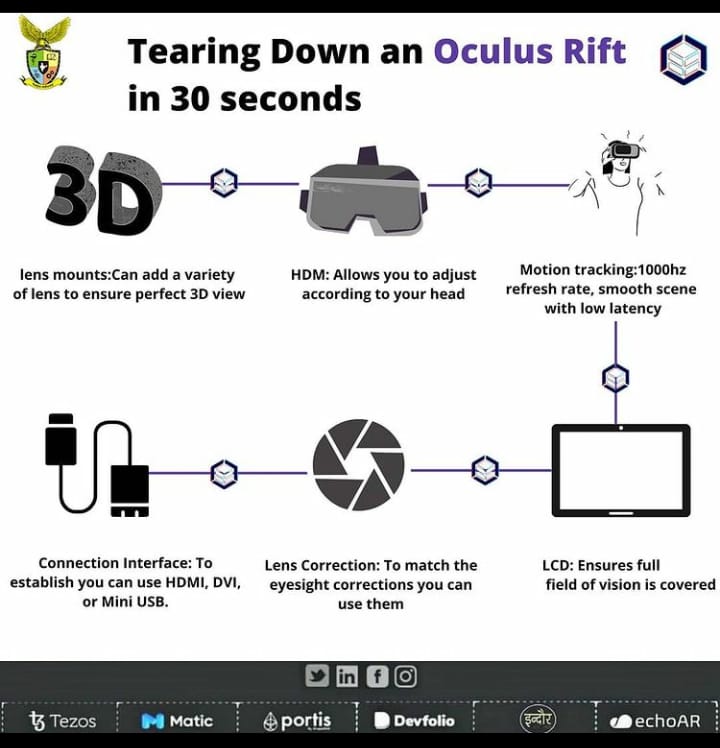 Tearing Down an Oculus Rift
in 30 seconds
3D
lens mounts:Can add a variety
of lens to ensure perfect 3D view
HDM: Allows you to adjust
according to your head
Motion tracking:1000hz
refresh rate, smooth scene
with low latency
Connection Interface: To
establish you can use HDMI, DVI,
or Mini USB.
Lens Correction: To match the
eyesight corrections you can
use them
LCD: Ensures full
field of vision is covered
Tezos
Matic
portis
Devfolio
इन्दौर
echoAR